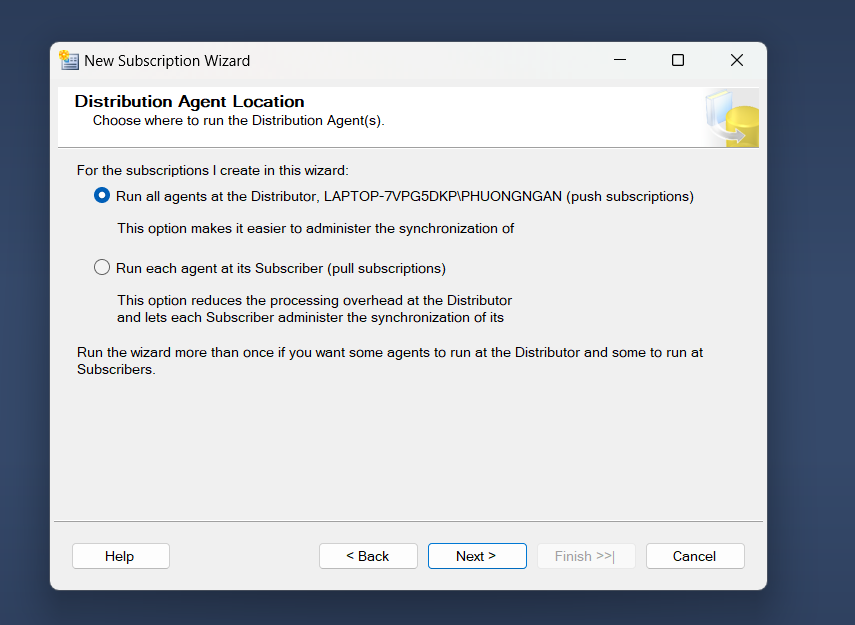 New Subscription Wizard
Distribution Agent Location
Choose where to run the Distribution Agent(s).
For the subscriptions I create in this wizard:
Run all agents at the Distributor, LAPTOP-7VPG5DKP\PHUONGNGAN (push subscriptions)
This option makes it easier to administer the synchronization of
Run each agent at its Subscriber (pull subscriptions)
This option reduces the processing overhead at the Distributor
and lets each Subscriber administer the synchronization of its
Run the wizard more than once if you want some agents to run at the Distributor and some to run at
Subscribers.
Help
< Back
Next >
Finish >>|
Cancel